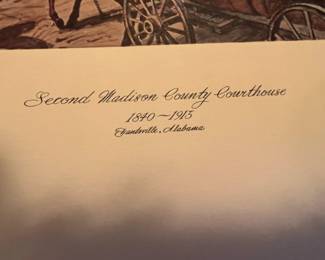 Second Madison County Courthouse
1840~1915
Huntsville, Alabama